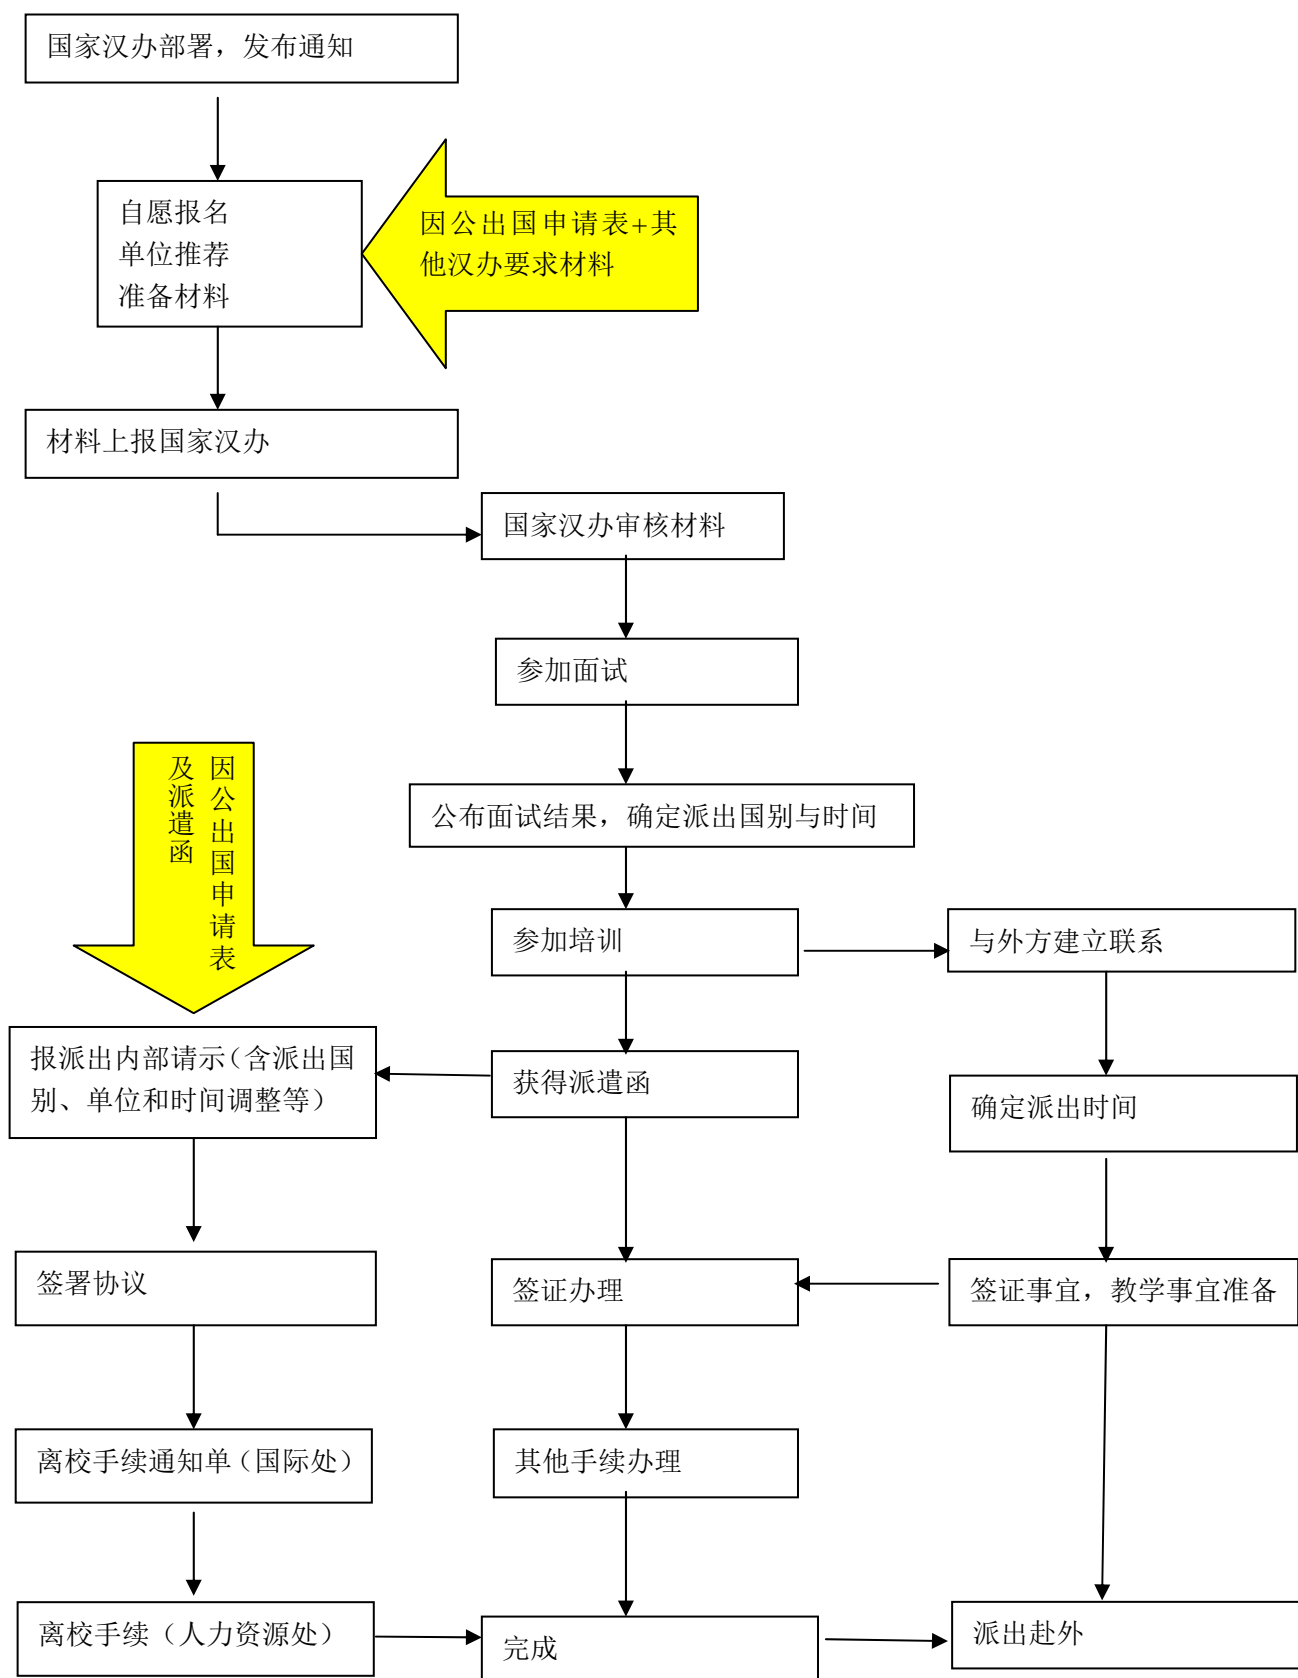 国家汉办部署，发布通知
自愿报名
单位推荐
准备材料
因公出国申请表+其
他汉办要求材料
材料上报国家汉办
国家汉办审核材料
参加面试
公布面试结果，确定派出国别与时间
因公出国申请表
及派遣函
参加培训
与外方建立联系
报派出内部请示（含派出国
别、单位和时间调整等）
获得派遣函
确定派出时间
签署协议
签证办理
签证事宜，教学事宜准备
离校手续通知单（国际处）
其他手续办理
离校手续（人力资源处）
完成
派出赴外